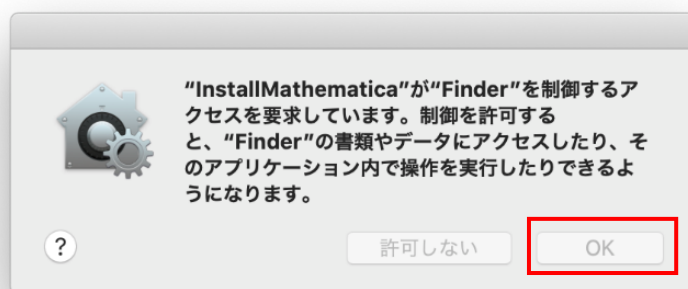 “InstallMathematica”が“Finder”を制御するア
クセスを要求しています。制御を許可する
と、“Finder”の書類やデータにアクセスしたり、そ
のアプリケーション内で操作を実行したりできるよ
うになります。
?
許可しない
OK